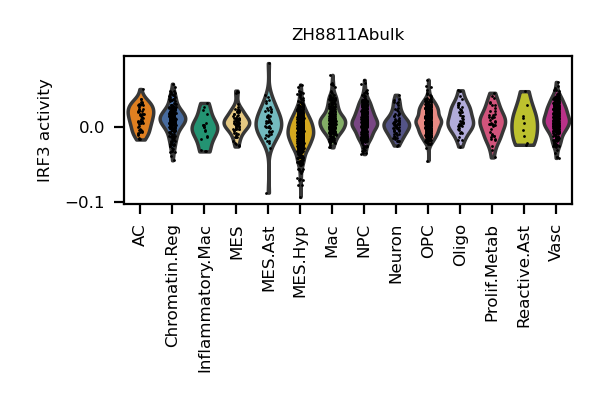 ZH8811Abulk
IRF3 activity
0.0
−0.1
AC
Chromatin.Reg
Inflammatory.Mac
MES
MES.Ast
MES.Hyp
Mac
NPC
Neuron
OPC
Oligo
Prolif.Metab
Reactive.Ast
Vasc